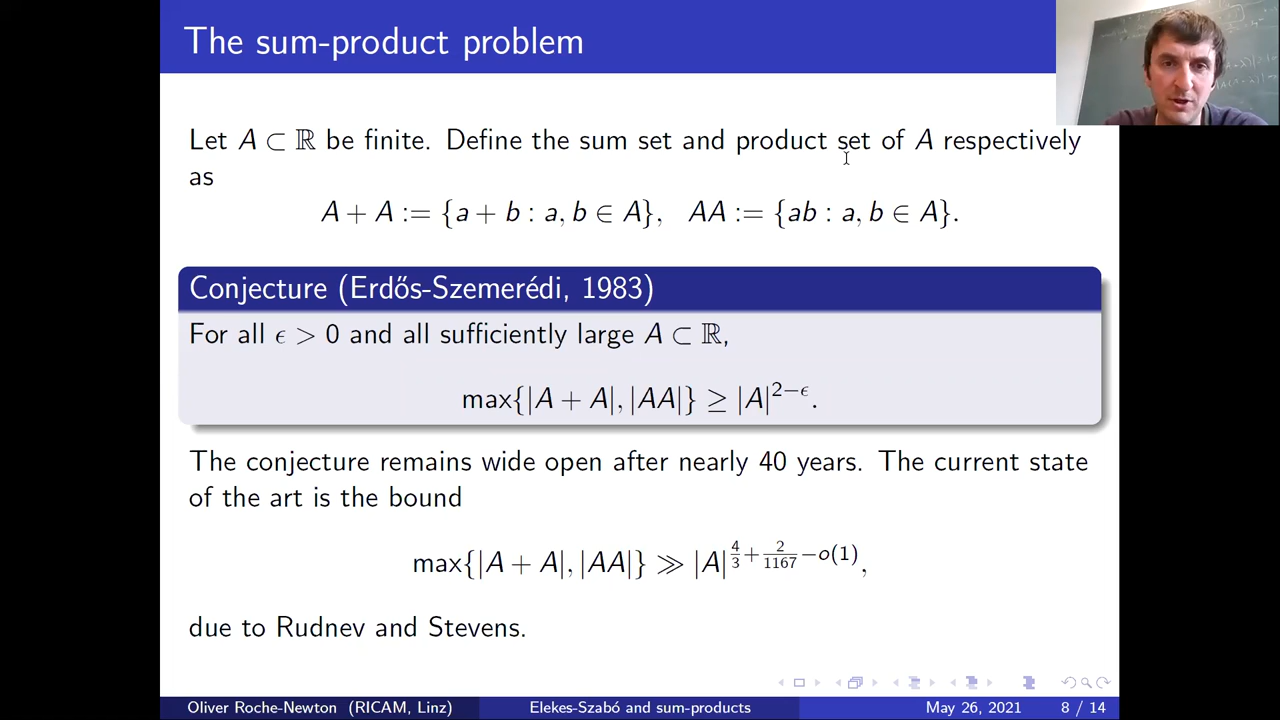 The sum-product problem
Let A ⊂ ℝ be finite. Define the sum set and product set of A respectively
as
A + A := {a + b : a, b ∈ A}, AA := {ab : a, b ∈ A}.
Conjecture (Erdős-Szemerédi, 1983)
For all ϵ > 0 and all sufficiently large A ⊂ ℝ,
max{|A + A|, |AA|} ≥ |A|^{2−ϵ}.
The conjecture remains wide open after nearly 40 years. The current state
of the art is the bound
max{|A + A|, |AA|} ≫ |A|^{4/3 + 2/1167 − o(1)},
due to Rudnev and Stevens.
Oliver Roche-Newton (RICAM, Linz) Elekes-Szabó and sum-products May 26, 2021 8 / 14